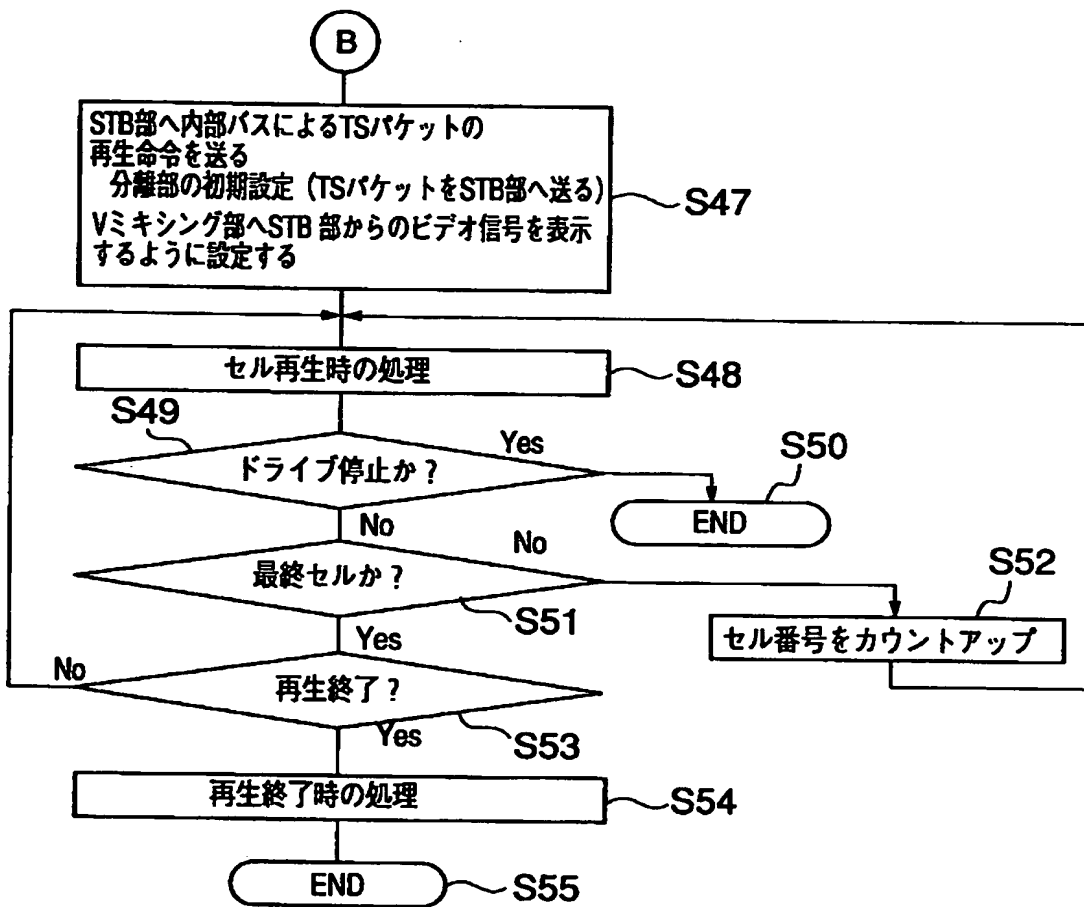 B
STB部へ内部バスによるTSパケットの
再生命令を送る
分離部の初期設定（TSパケットをSTB部へ送る）
Vミキシング部へSTB部からのビデオ信号を表示
するように設定する
S47
セル再生時の処理
S48
S49
ドライブ停止か？
Yes
S50
END
No
最終セルか？
No
S51
S52
セル番号をカウントアップ
Yes
再生終了？
No
S53
Yes
再生終了時の処理
S54
END
S55